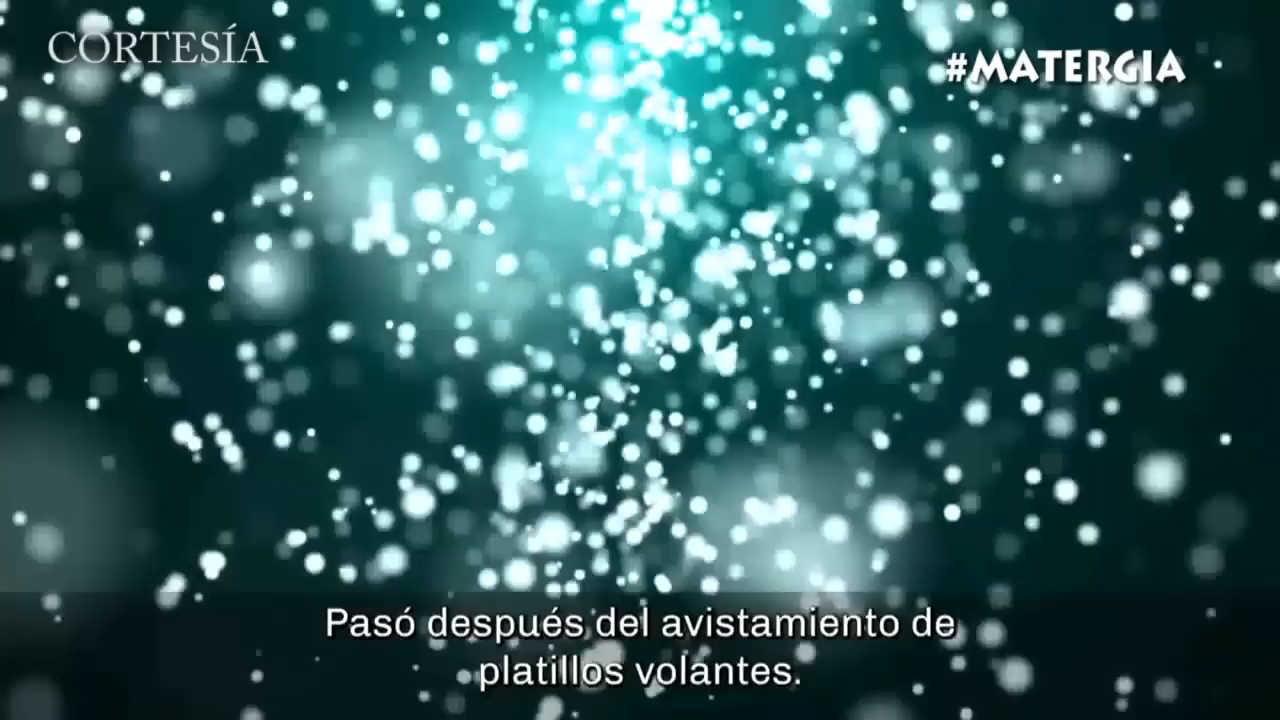 CORTESÍA
#MATERGIA
Pasó después del avistamiento de
platillos volantes.